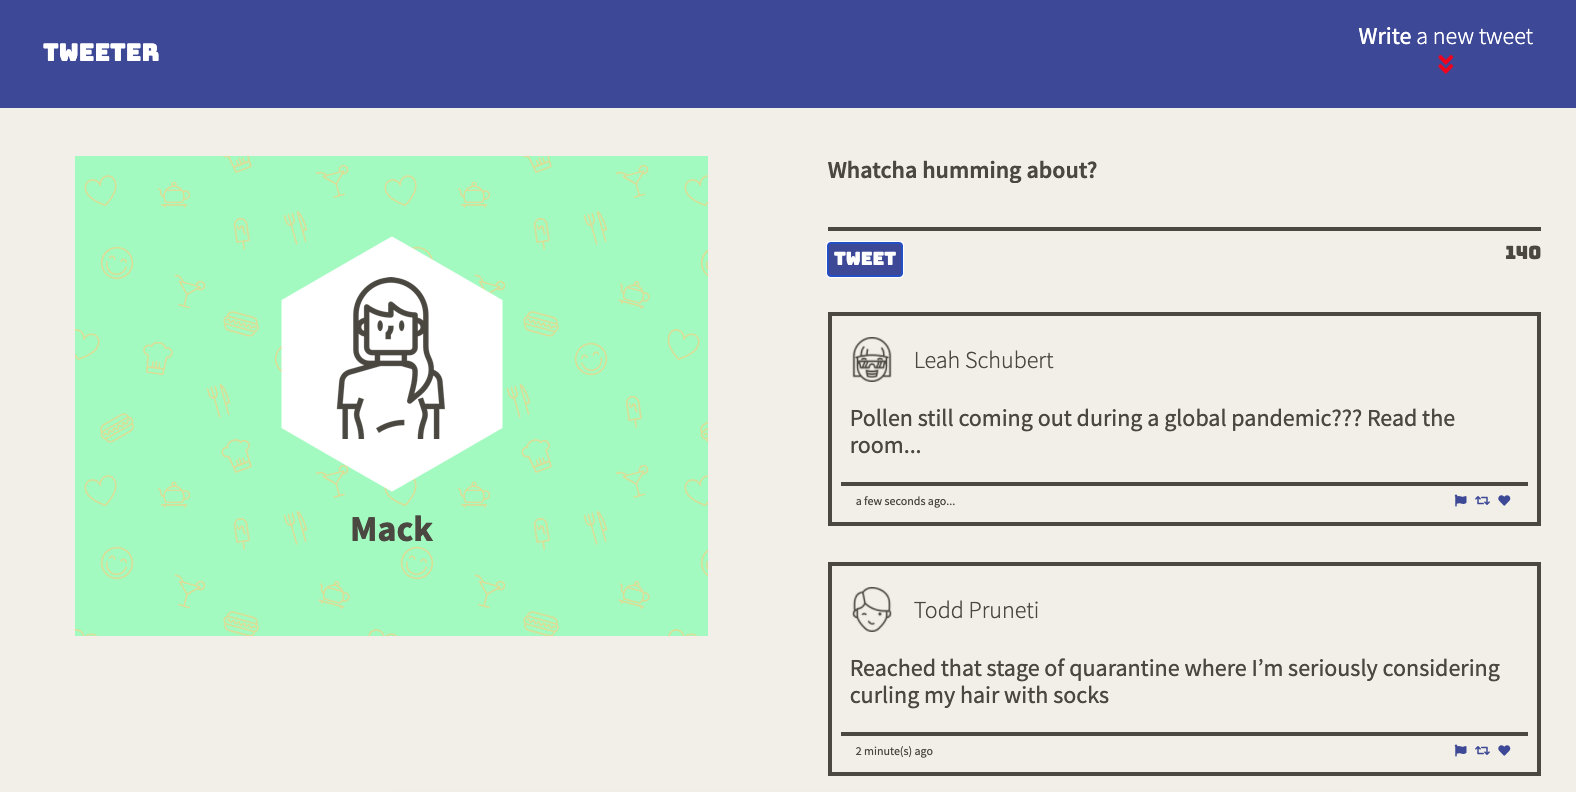 TWEETER
Write a new tweet
Mack
Whatcha humming about?
TWEET
140
Leah Schubert
Pollen still coming out during a global pandemic??? Read the
room...
a few seconds ago...
Todd Pruneti
Reached that stage of quarantine where I’m seriously considering
curling my hair with socks
2 minute(s) ago